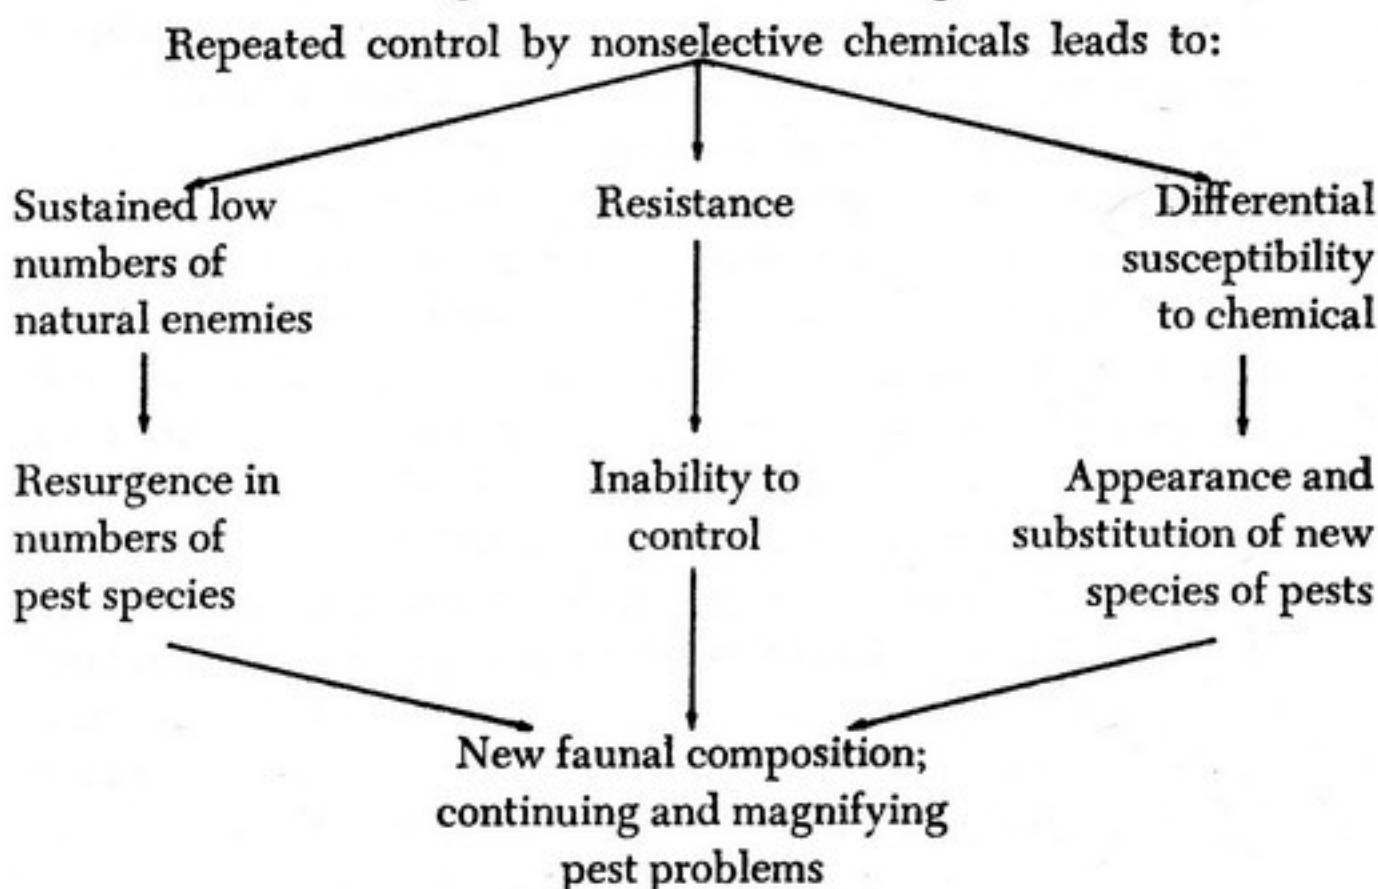 Repeated control by nonselective chemicals leads to:
Sustained low
numbers of
natural enemies
Resistance
Differential
susceptibility
to chemical
Resurgence in
numbers of
pest species
Inability to
control
Appearance and
substitution of new
species of pests
New faunal composition;
continuing and magnifying
pest problems